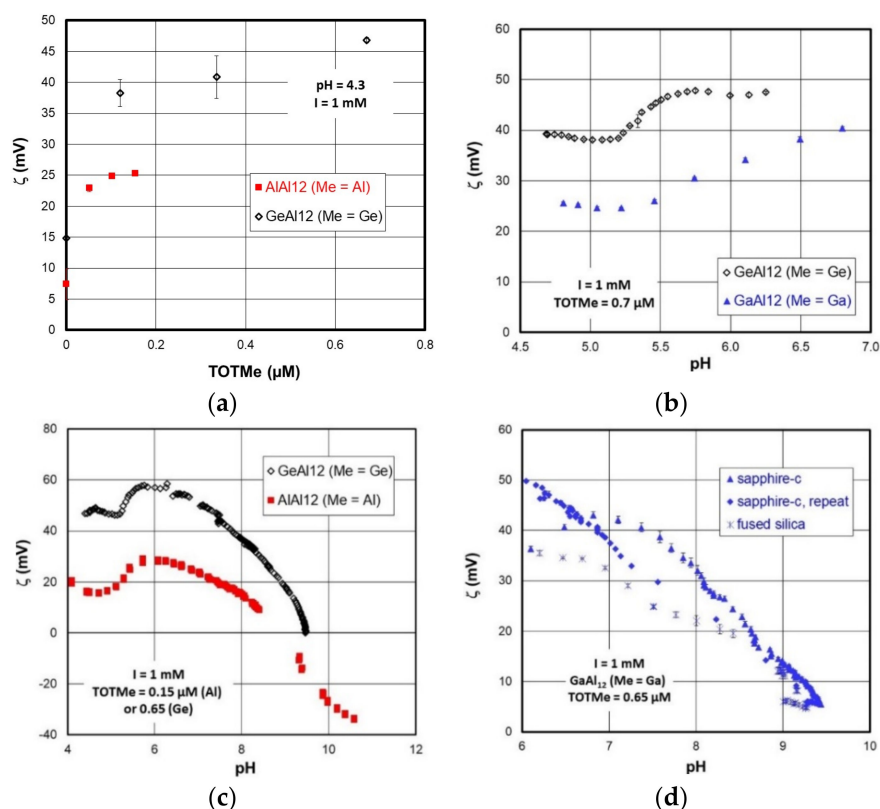 50
45
40
35
30
25
20
15
10
5
0
ζ (mV)
pH = 4.3
I = 1 mM
AlAl12 (Me = Al)
GeAl12 (Me = Ge)
0 0.2 0.4 0.6 0.8
TOTMe (µM)
(a)
60
50
40
30
20
10
0
ζ (mV)
GeAl12 (Me = Ge)
GaAl12 (Me = Ga)
I = 1 mM
TOTMe = 0.7 µM
4.5 5.0 5.5 6.0 6.5 7.0
pH
(b)
80
60
40
20
0
-20
-40
ζ (mV)
GeAl12 (Me = Ge)
AlAl12 (Me = Al)
I = 1 mM
TOTMe = 0.15 µM (Al)
or 0.65 (Ge)
4 6 8 10 12
pH
(c)
60
50
40
30
20
10
0
ζ (mV)
sapphire-c
sapphire-c, repeat
fused silica
I = 1 mM
GaAl₁₂ (Me = Ga)
TOTMe = 0.65 µM
6 7 8 9 10
pH
(d)